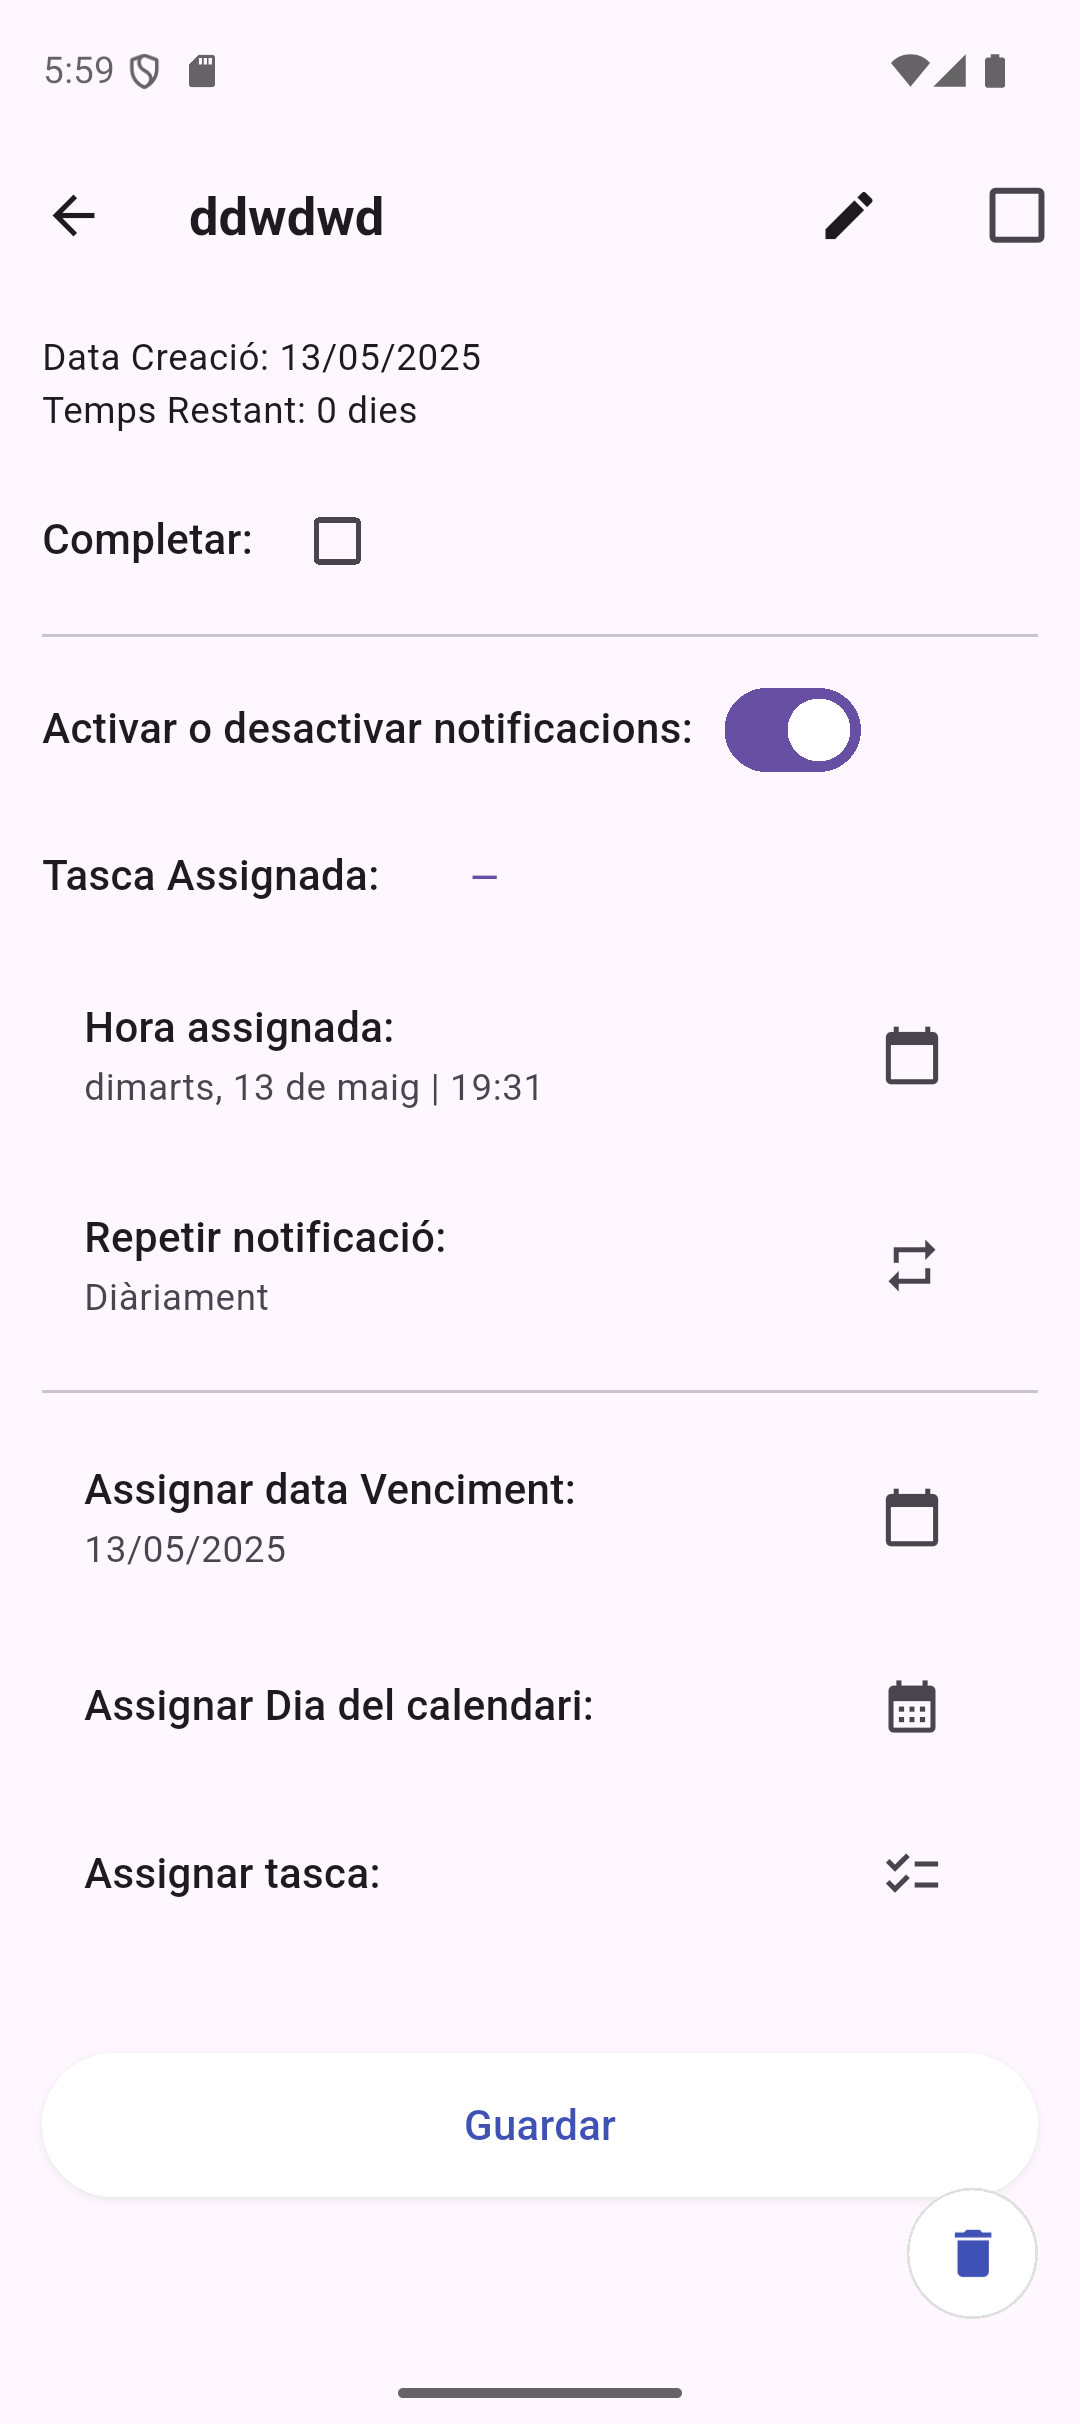 5:59
ddwdwd
Data Creació: 13/05/2025
Temps Restant: 0 dies
Completar:
Activar o desactivar notificacions:
Tasca Assignada: –
Hora assignada:
dimarts, 13 de maig | 19:31
Repetir notificació:
Diàriament
Assignar data Venciment:
13/05/2025
Assignar Dia del calendari:
Assignar tasca:
Guardar